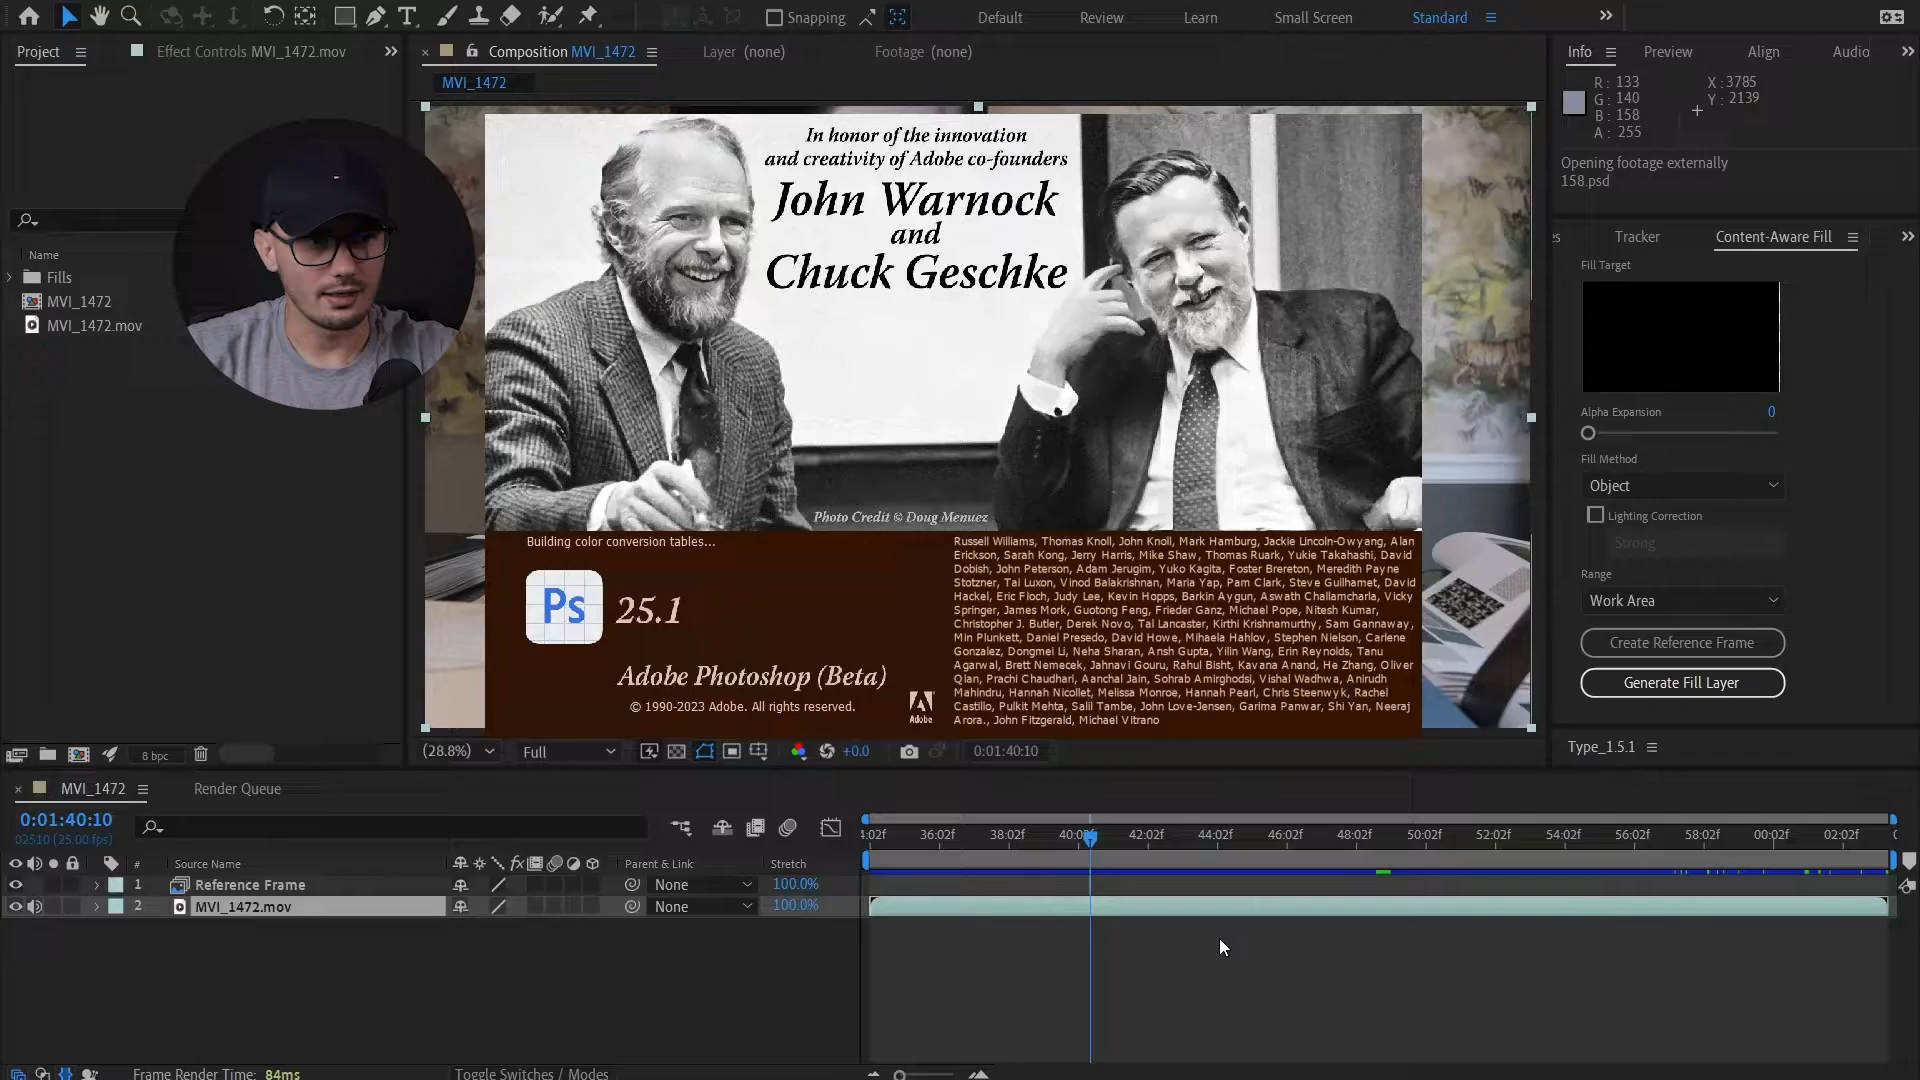 Snapping
Default
Review
Learn
Small Screen
Standard
Project
Effect Controls MVI_1472.mov
Composition MVI_1472
Layer (none)
Footage (none)
MVI_1472
Info
Preview
Align
Audio
R : 133
G : 140
B : 158
A : 255
X : 3785
Y : 2139
Opening footage externally
158.psd
Name
Fills
MVI_1472
MVI_1472.mov
In honor of the innovation
and creativity of Adobe co-founders
John Warnock
and
Chuck Geschke
Photo Credit © Doug Menuez
Building color conversion tables...
Ps
25.1
Adobe Photoshop (Beta)
© 1990-2023 Adobe. All rights reserved.
Adobe
Russell Williams, Thomas Knoll, John Knoll, Mark Hamburg, Jackie Lincoln-Owyang, Alan
Erickson, Sarah Kong, Jerry Harris, Mike Shaw, Thomas Ruark, Yukie Takahashi, David
Dobish, John Peterson, Adam Jerugim, Yuko Kagita, Foster Brereton, Meredith Payne
Stotzner, Tai Luxon, Vinod Balakrishnan, Maria Yap, Pam Clark, Steve Guilhamet, David
Hackel, Eric Floch, Judy Lee, Kevin Hopps, Barkin Aygun, Aswath Challamcharla, Vicky
Springer, James Mork, Guotong Feng, Frieder Ganz, Michael Pope, Nitesh Kumar,
Christopher J. Butler, Derek Novo, Tal Lancaster, Kirthi Krishnamurthy, Sam Gannaway,
Min Plunkett, Daniel Presedo, David Howe, Mihaela Hahlov, Stephen Nielson, Carlene
Gonzalez, Dongmei Li, Neha Sharan, Ansh Gupta, Yilin Wang, Erin Reynolds, Tanu
Agarwal, Brett Nemecek, Jahnavi Gouru, Rahul Bisht, Kavana Anand, He Zhang, Oliver
Qian, Prachi Chaudhari, Aanchal Jain, Sohrab Amirghodsi, Vishal Wadhwa, Anirudh
Mahindru, Hannah Nicollet, Melissa Monroe, Hannah Pearl, Chris Steenwyk, Rachel
Castillo, Pulkit Mehta, Salil Tambe, John Love-Jensen, Garima Panwar, Shi Yan, Neeraj
Arora., John Fitzgerald, Michael Vitrano
es
Tracker
Content-Aware Fill
Fill Target
Alpha Expansion
0
Fill Method
Object
Lighting Correction
Strong
Range
Work Area
Create Reference Frame
Generate Fill Layer
Type_1.5.1
8 bpc
(28.8%)
Full
+0.0
0:01:40:10
MVI_1472
Render Queue
0:01:40:10
02510 (25.00 fps)
4:02f
36:02f
38:02f
40:02f
42:02f
44:02f
46:02f
48:02f
50:02f
52:02f
54:02f
56:02f
58:02f
00:02f
02:02f
#
Source Name
fx
Parent & Link
Stretch
1
Reference Frame
None
100.0%
2
MVI_1472.mov
None
100.0%
Frame Render Time: 84ms
Toggle Switches / Modes